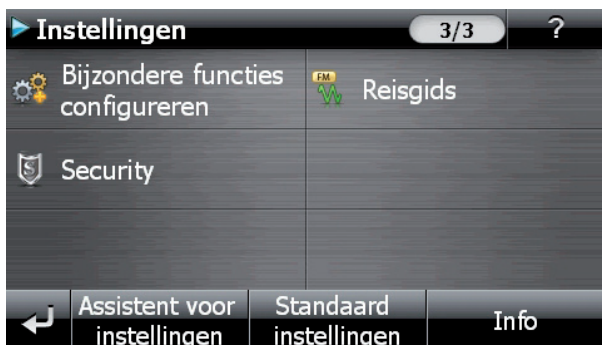 Instellingen
3/3
?
Bijzondere functies
configureren
FM
Reisgids
S
Security
Assistent voor
instellingen
Standaard
instellingen
Info